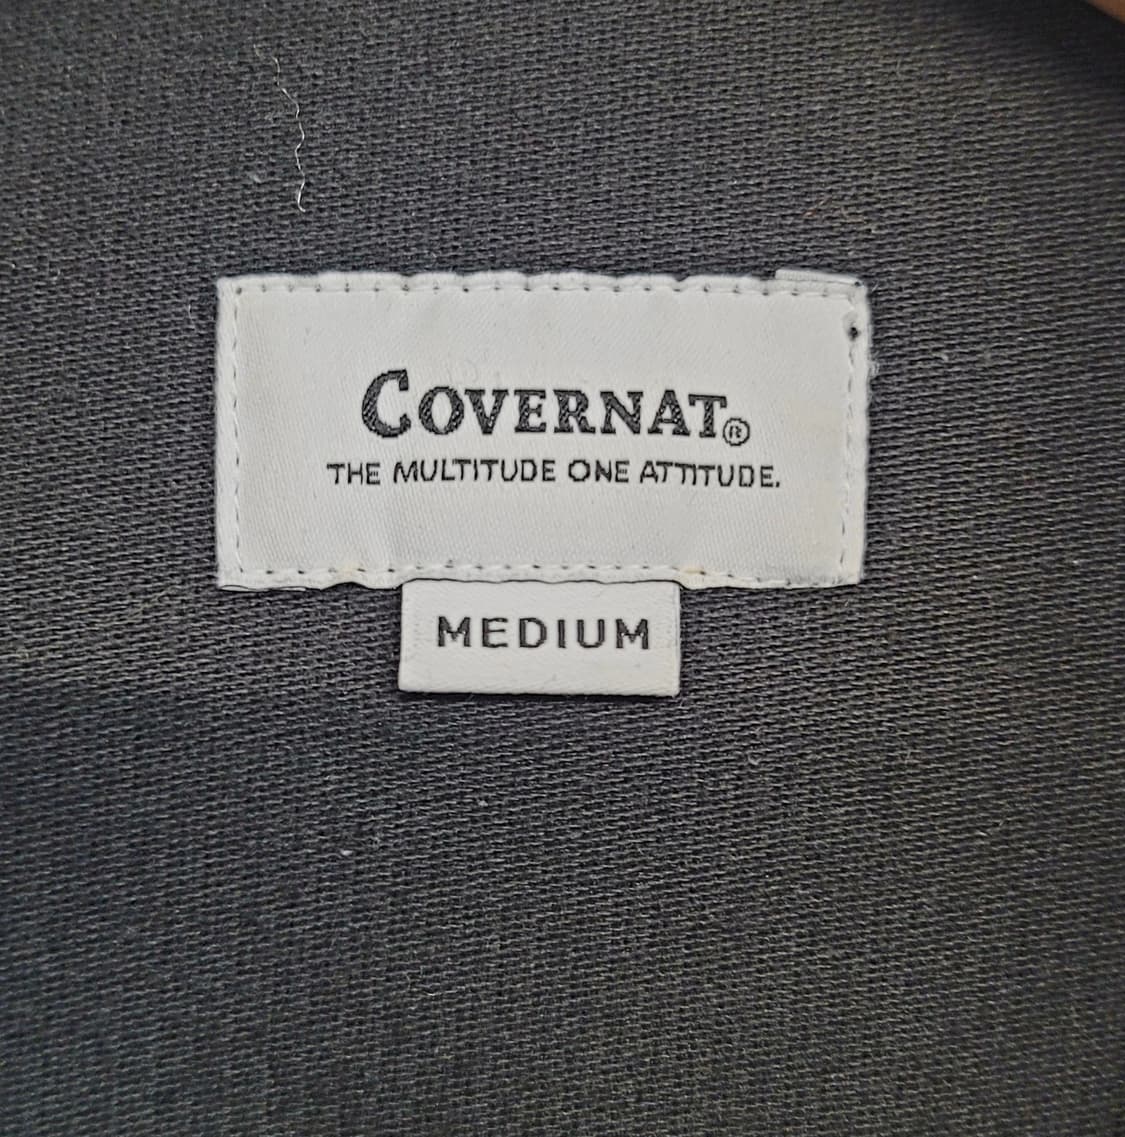 COVERNAT®
THE MULTITUDE ONE ATTITUDE.
MEDIUM